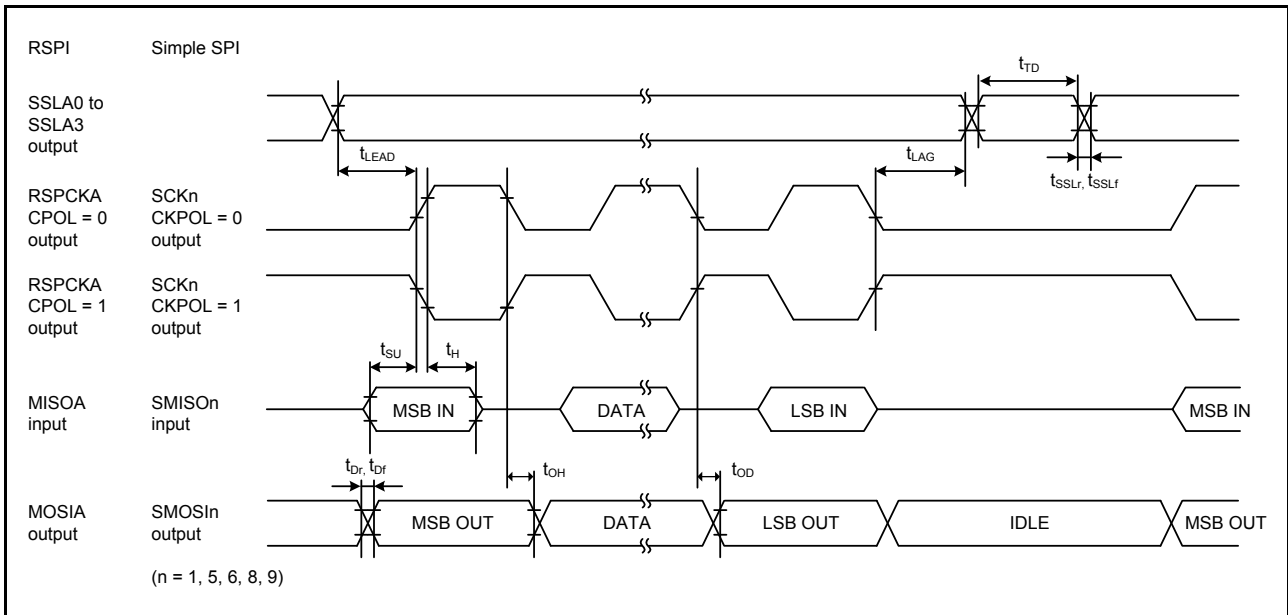 RSPI Simple SPI
tTD
SSLA0 to
SSLA3
output
tLEAD
tLAG
tSSLr, tSSLf
RSPCKA SCKn
CPOL = 0 CKPOL = 0
output output
RSPCKA SCKn
CPOL = 1 CKPOL = 1
output output
tSU tH
MISOA SMISOn
input input
MSB IN DATA LSB IN MSB IN
tDr, tDf tOH tOD
MOSIA SMOSIn
output output
MSB OUT DATA LSB OUT IDLE MSB OUT
(n = 1, 5, 6, 8, 9)